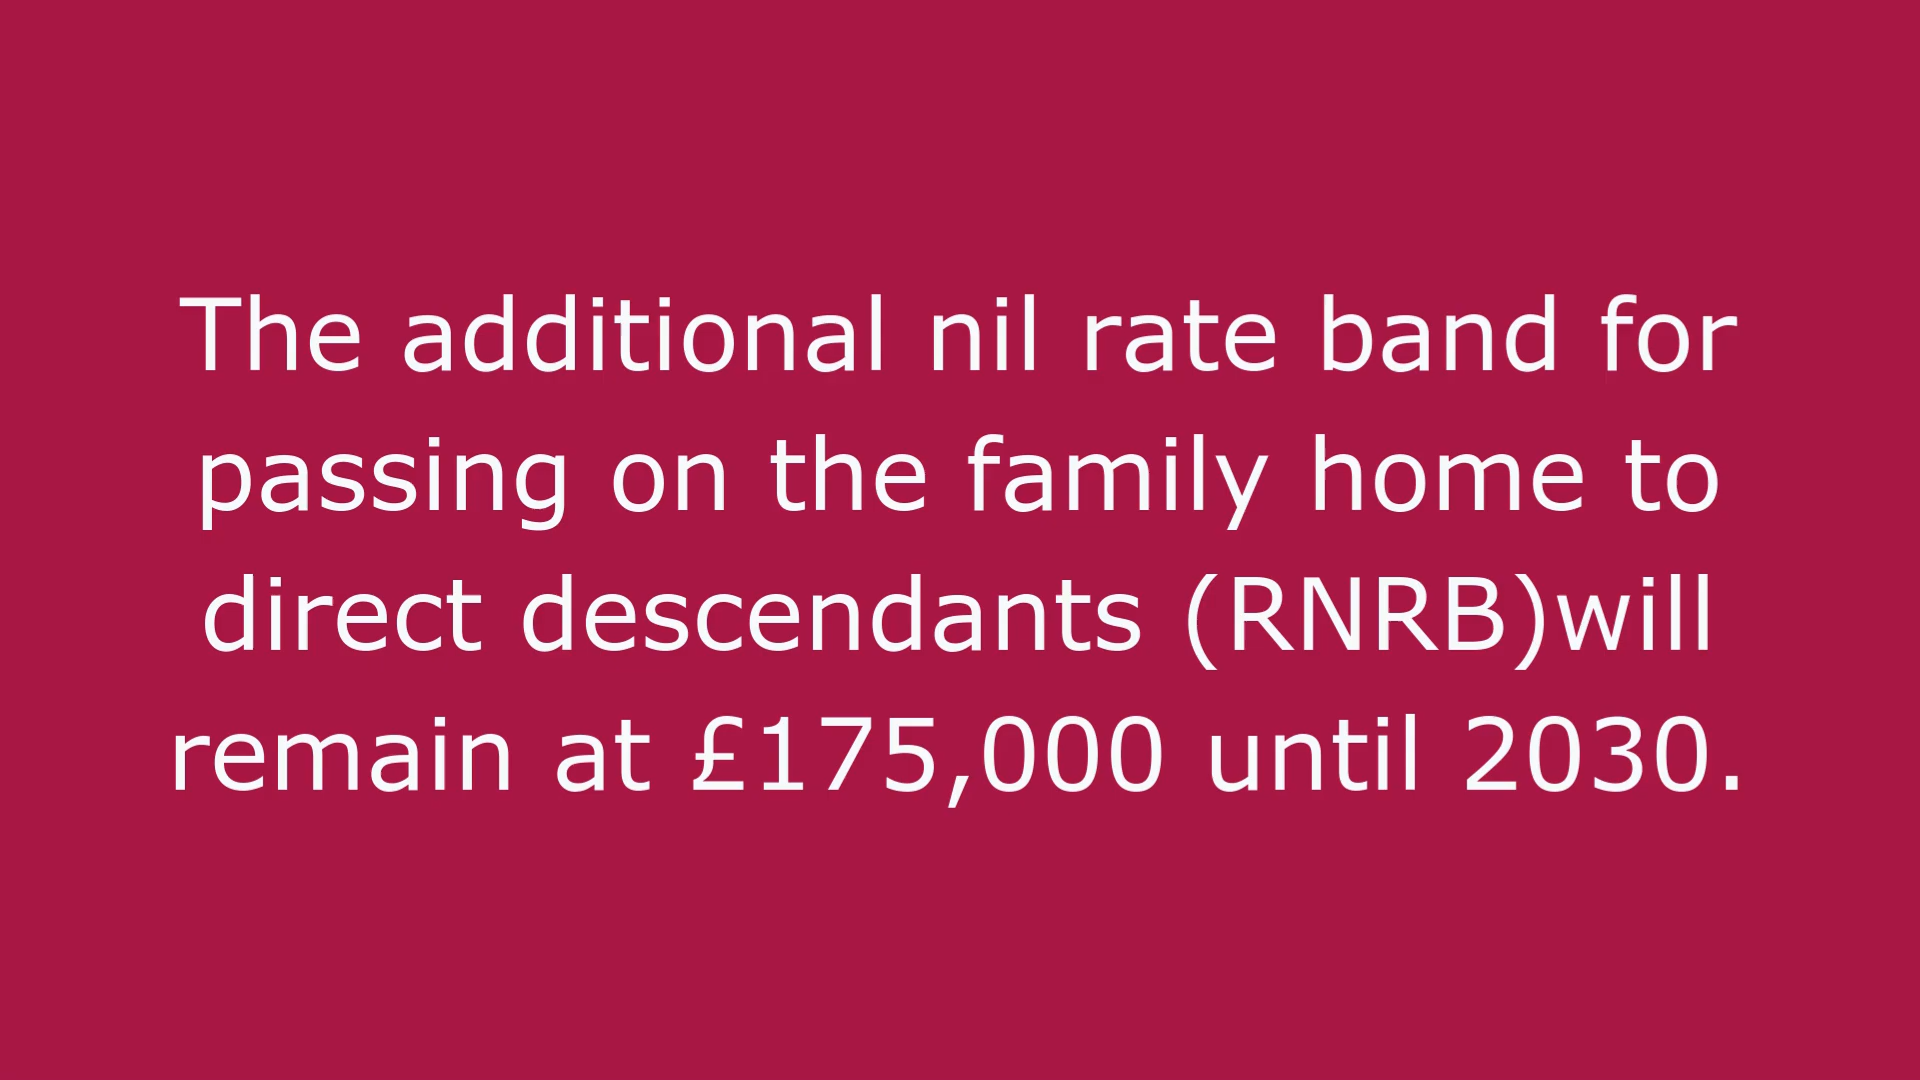 The additional nil rate band for
passing on the family home to
direct descendants (RNRB)will
remain at £175,000 until 2030.